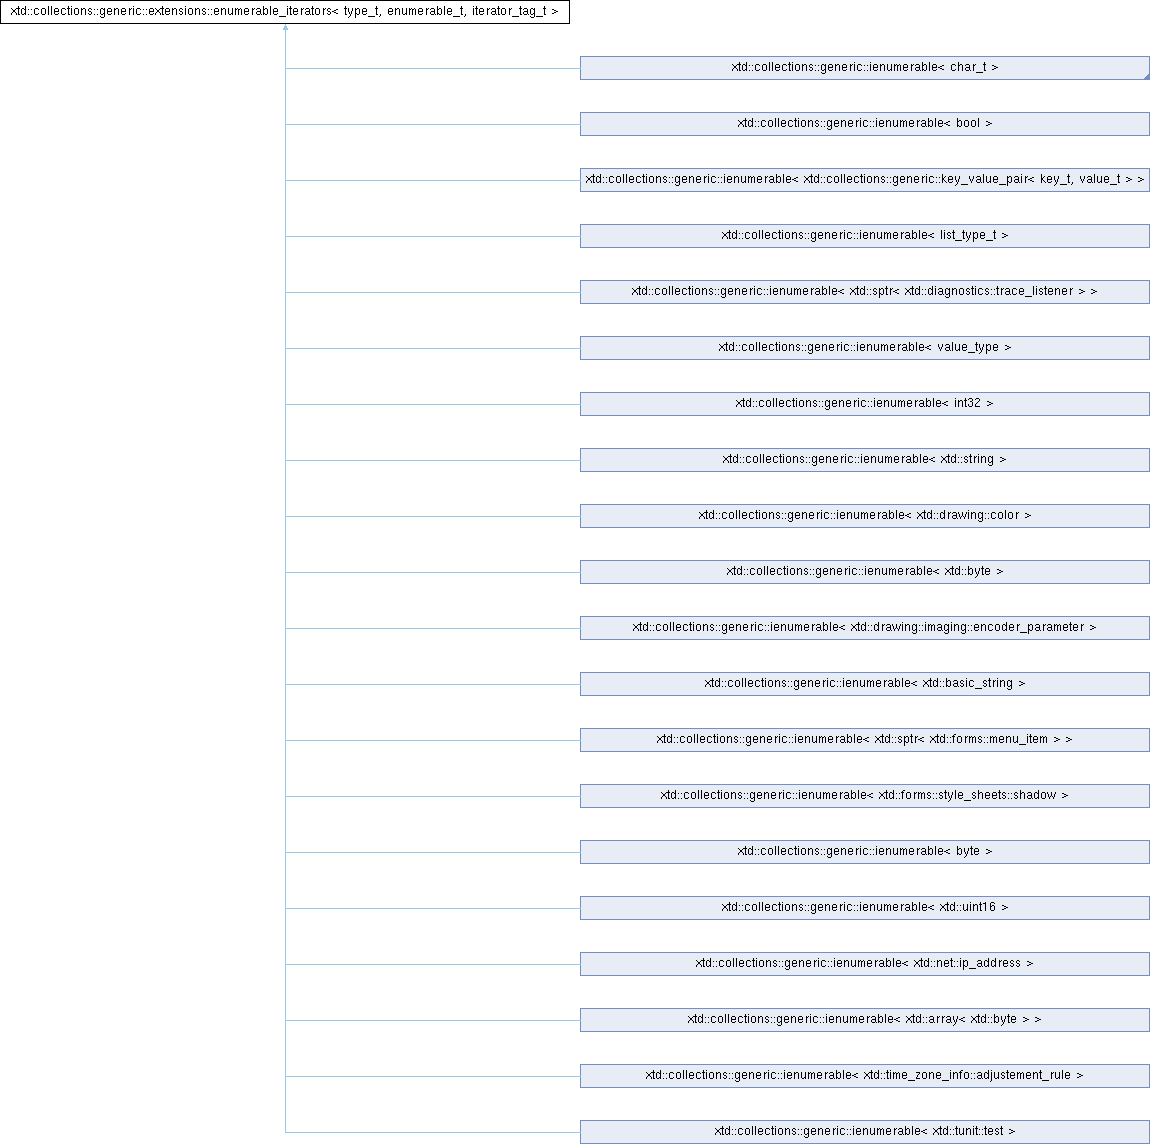 xtd::collections::generic::extensions::enumerable_iterators< type_t, enumerable_t, iterator_tag_t >
xtd::collections::generic::ienumerable< char_t >
xtd::collections::generic::ienumerable< bool >
xtd::collections::generic::ienumerable< xtd::collections::generic::key_value_pair< key_t, value_t > >
xtd::collections::generic::ienumerable< list_type_t >
xtd::collections::generic::ienumerable< xtd::sptr< xtd::diagnostics::trace_listener > >
xtd::collections::generic::ienumerable< value_type >
xtd::collections::generic::ienumerable< int32 >
xtd::collections::generic::ienumerable< xtd::string >
xtd::collections::generic::ienumerable< xtd::drawing::color >
xtd::collections::generic::ienumerable< xtd::byte >
xtd::collections::generic::ienumerable< xtd::drawing::imaging::encoder_parameter >
xtd::collections::generic::ienumerable< xtd::basic_string >
xtd::collections::generic::ienumerable< xtd::sptr< xtd::forms::menu_item > >
xtd::collections::generic::ienumerable< xtd::forms::style_sheets::shadow >
xtd::collections::generic::ienumerable< byte >
xtd::collections::generic::ienumerable< xtd::uint16 >
xtd::collections::generic::ienumerable< xtd::net::ip_address >
xtd::collections::generic::ienumerable< xtd::array< xtd::byte > >
xtd::collections::generic::ienumerable< xtd::time_zone_info::adjustement_rule >
xtd::collections::generic::ienumerable< xtd::tunit::test >